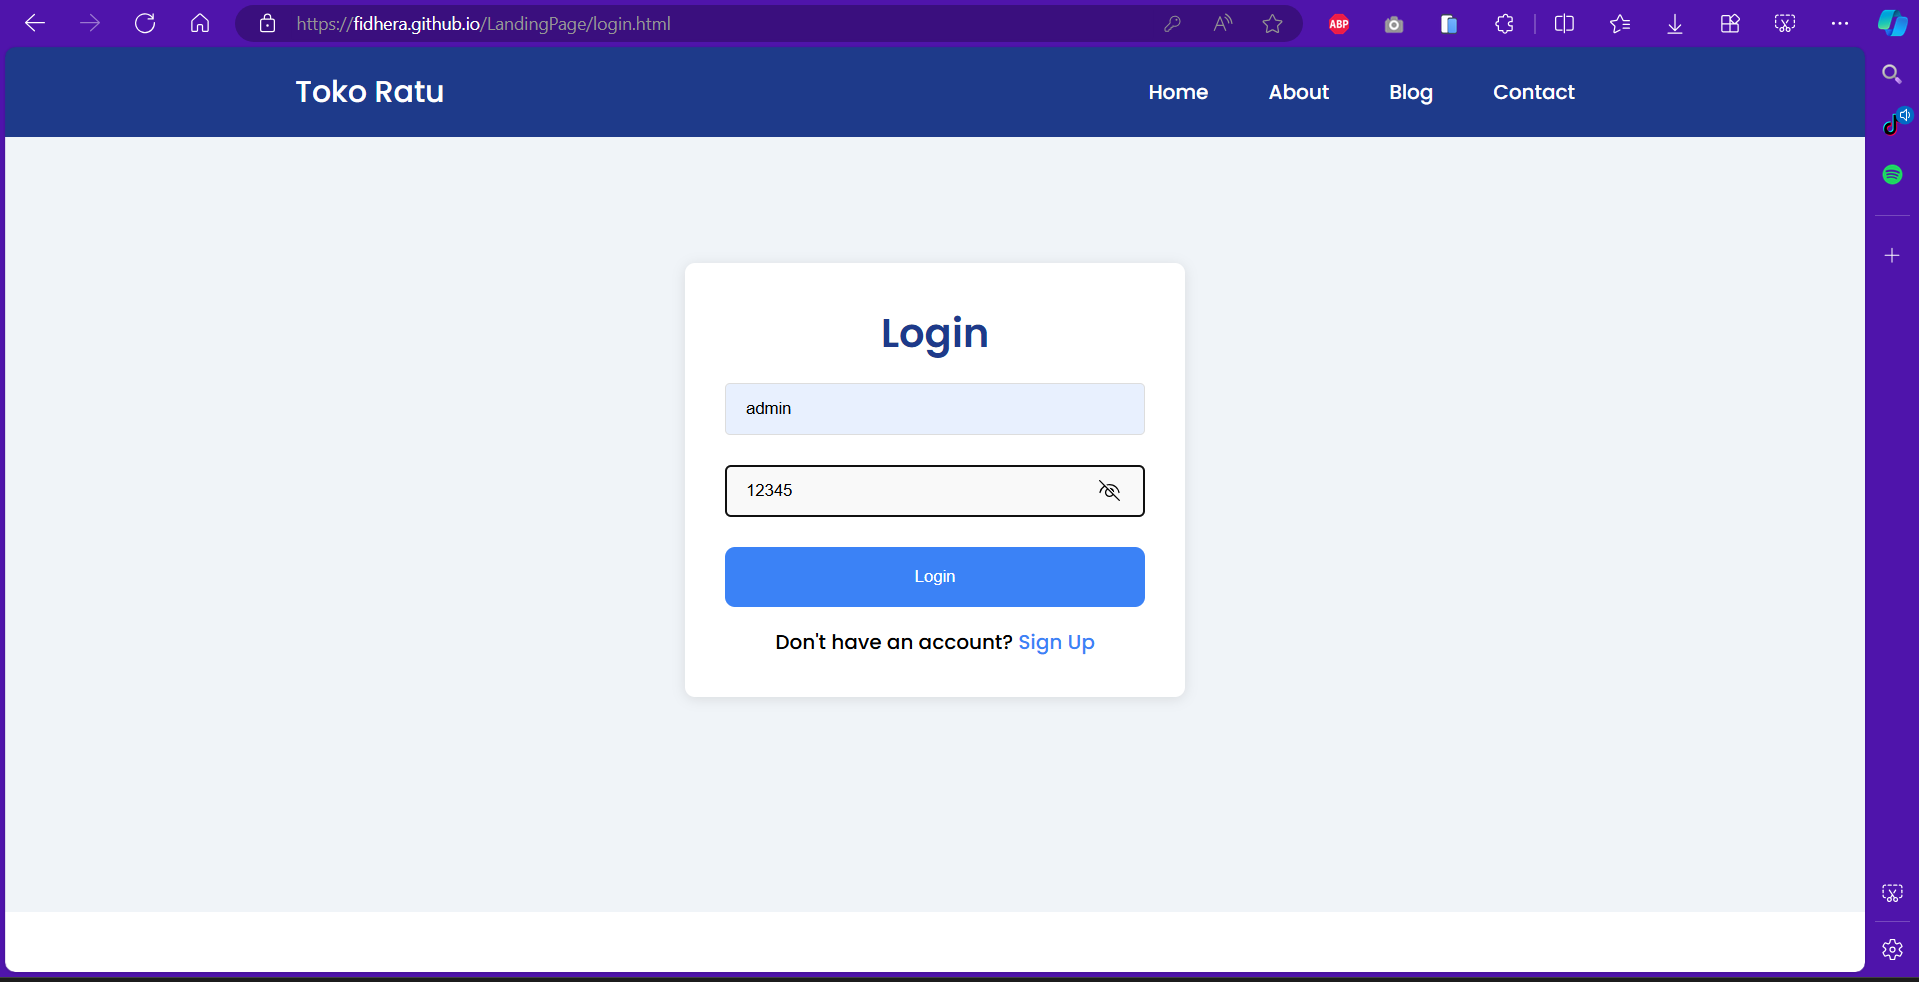 https://fidhera.github.io/LandingPage/login.html
ABP
Toko Ratu
Home About Blog Contact
Login
admin
12345
Login
Don't have an account? Sign Up